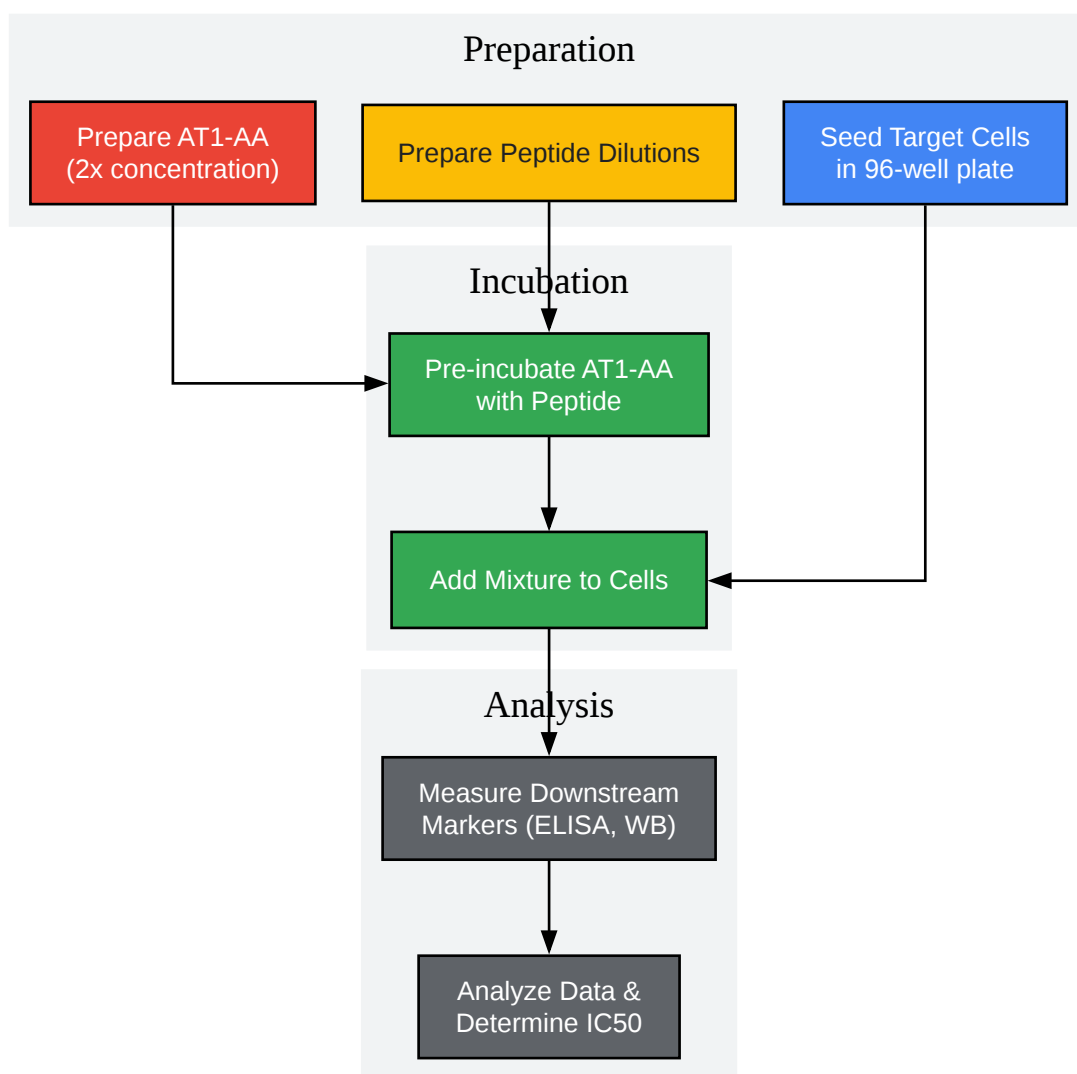 Preparation
Prepare AT1-AA
(2x concentration)
Prepare Peptide Dilutions
Seed Target Cells
in 96-well plate
Incubation
Pre-incubate AT1-AA
with Peptide
Add Mixture to Cells
Analysis
Measure Downstream
Markers (ELISA, WB)
Analyze Data &
Determine IC50